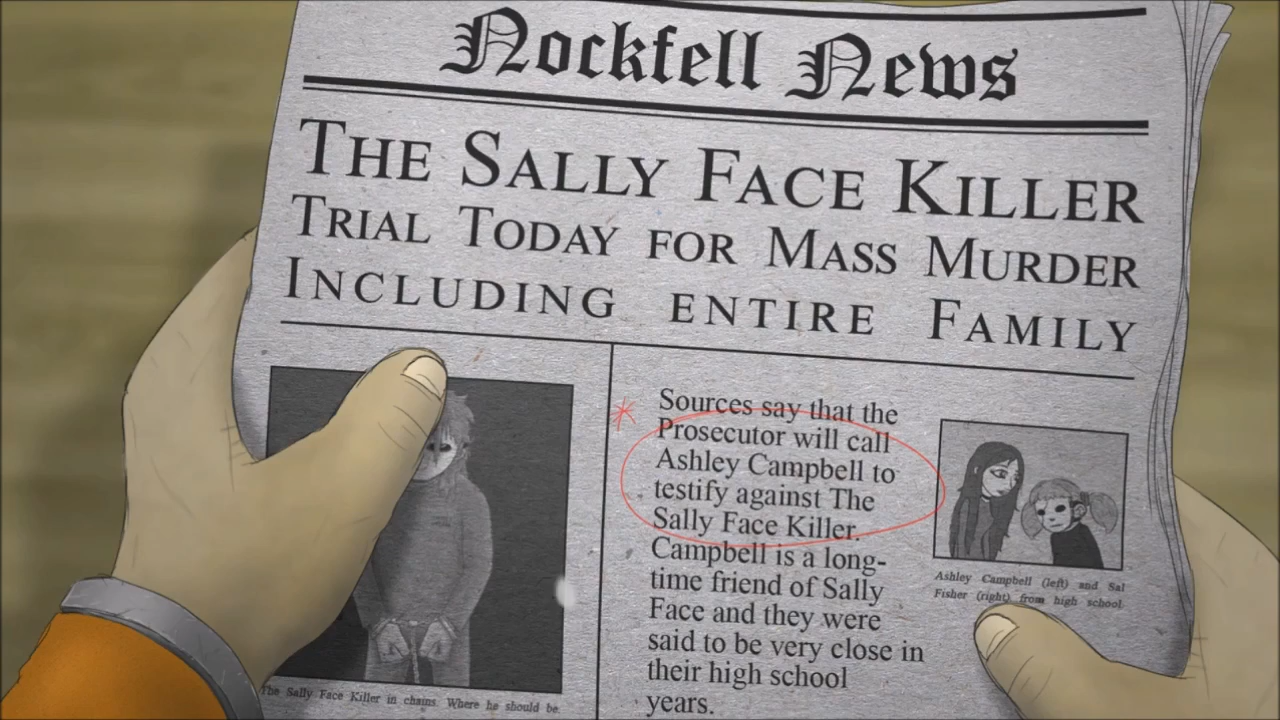 Nockfell News
The Sally Face Killer
Trial Today for Mass Murder
Including entire Family
The Sally Face Killer in chains. Where he should be.
*
Sources say that the
Prosecutor will call
Ashley Campbell to
testify against The
Sally Face Killer.
Campbell is a long-
time friend of Sally
Face and they were
said to be very close in
their high school
years.
Ashley Campbell (left) and Sal
Fisher (right) from high school